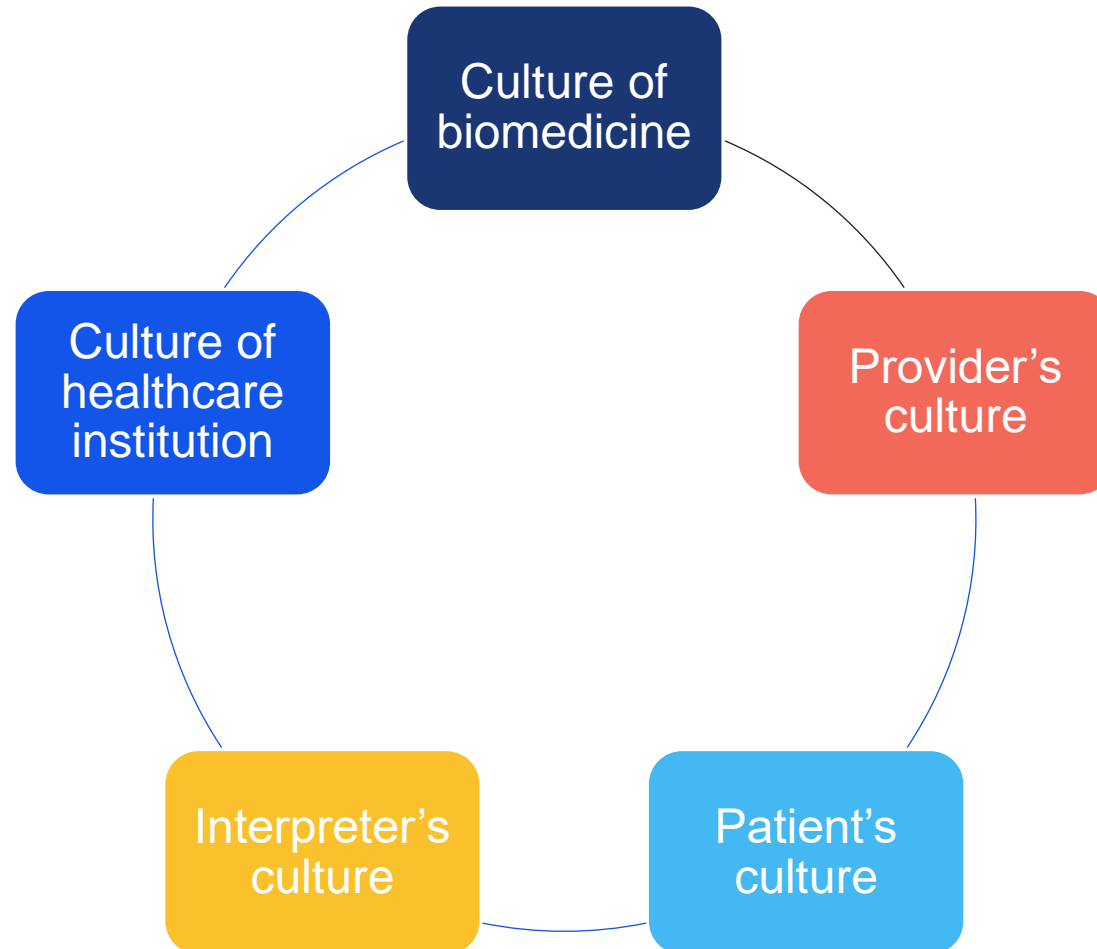 Culture of
biomedicine
Provider’s
culture
Patient’s
culture
Interpreter’s
culture
Culture of
healthcare
institution